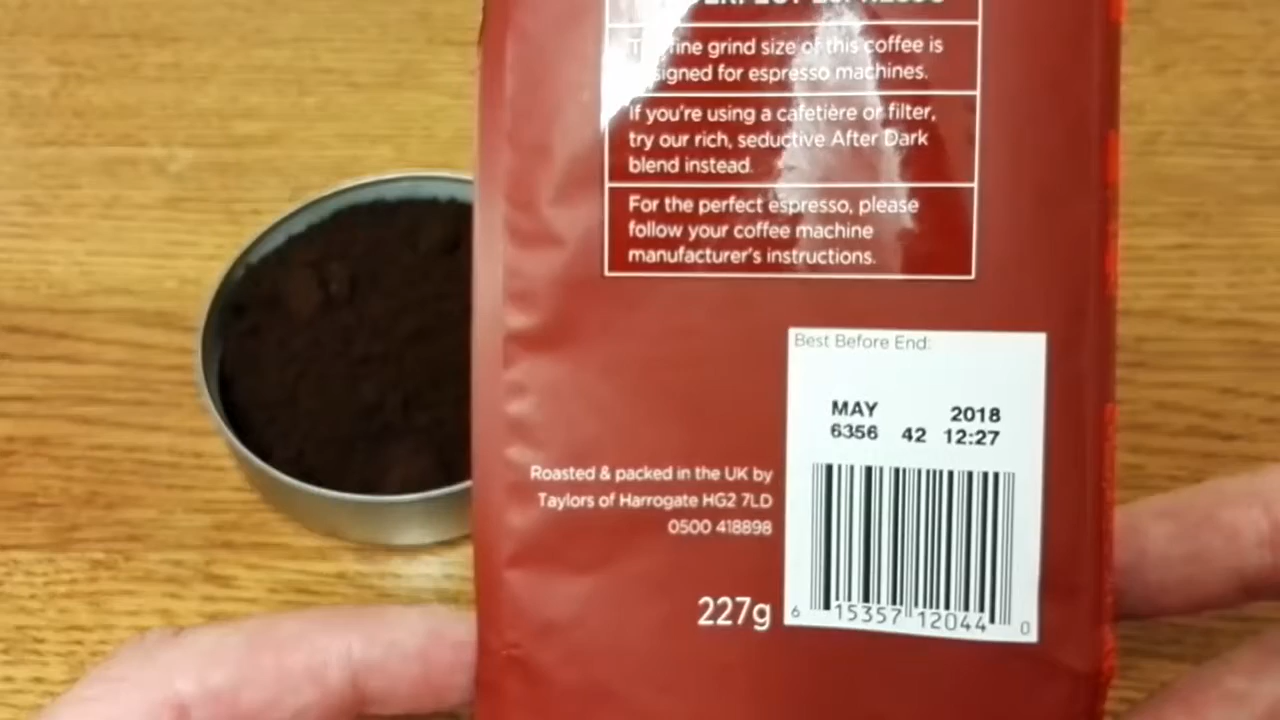 PERFECT ESPRESSO
fine grind size of this coffee is
designed for espresso machines.
If you're using a cafetière or filter,
try our rich, seductive After Dark
blend instead.
For the perfect espresso, please
follow your coffee machine
manufacturer's instructions.
Best Before End:
MAY 2018
6356 42 12:27
Roasted & packed in the UK by
Taylors of Harrogate HG2 7LD
0500 418898
227g
6 15357 12044 0